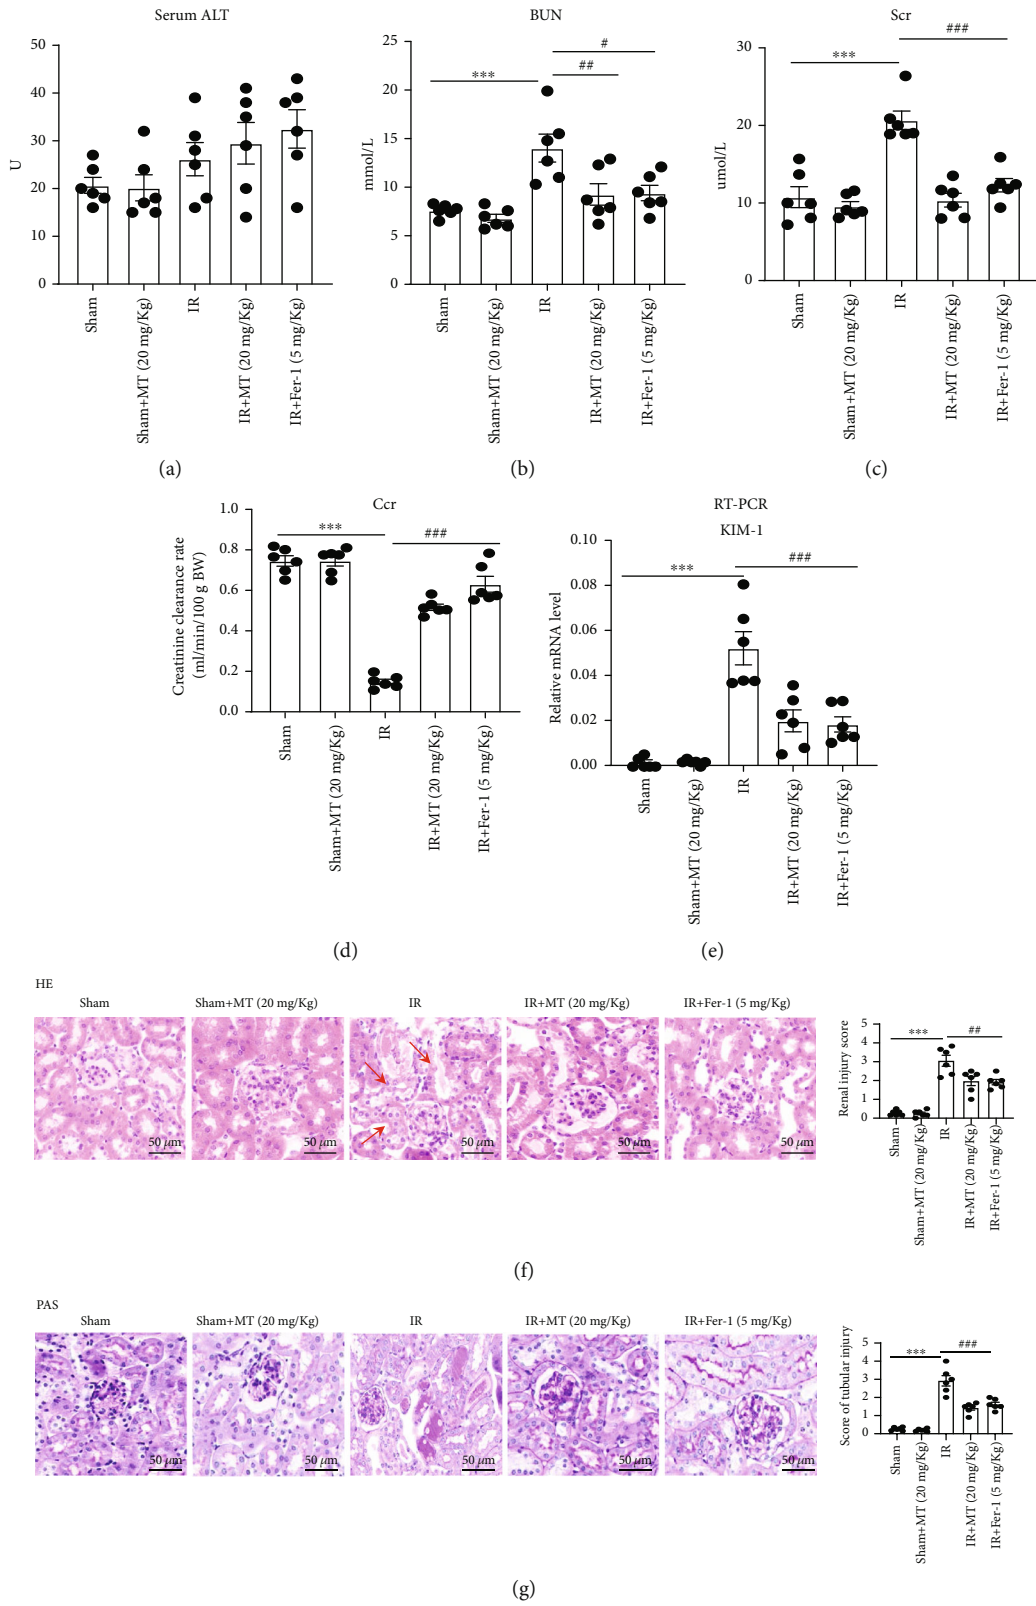 Serum ALT
BUN
Scr
50
40
30
20
10
0
U
Sham
Sham+MT (20 mg/Kg)
IR
IR+MT (20 mg/Kg)
IR+Fer-1 (5 mg/Kg)
(a)
25
20
15
10
5
0
mmol/L
***
#
##
Sham
Sham+MT (20 mg/Kg)
IR
IR+MT (20 mg/Kg)
IR+Fer-1 (5 mg/Kg)
(b)
30
20
10
0
umol/L
***
###
Sham
Sham+MT (20 mg/Kg)
IR
IR+MT (20 mg/Kg)
IR+Fer-1 (5 mg/Kg)
(c)
Ccr
1.0
0.8
0.6
0.4
0.2
0.0
Creatinine clearance rate
(ml/min/100 g BW)
***
###
Sham
Sham+MT (20 mg/Kg)
IR
IR+MT (20 mg/Kg)
IR+Fer-1 (5 mg/Kg)
(d)
RT-PCR
KIM-1
0.10
0.08
0.06
0.04
0.02
0.00
Relative mRNA level
***
###
Sham
Sham+MT (20 mg/Kg)
IR
IR+MT (20 mg/Kg)
IR+Fer-1 (5 mg/Kg)
(e)
HE
Sham
Sham+MT (20 mg/Kg)
IR
IR+MT (20 mg/Kg)
IR+Fer-1 (5 mg/Kg)
50 μm
50 μm
50 μm
50 μm
50 μm
5
4
3
2
1
0
Renal injury score
***
##
Sham
Sham+MT (20 mg/Kg)
IR
IR+MT (20 mg/Kg)
IR+Fer-1 (5 mg/Kg)
(f)
PAS
Sham
Sham+MT (20 mg/Kg)
IR
IR+MT (20 mg/Kg)
IR+Fer-1 (5 mg/Kg)
50 μm
50 μm
50 μm
50 μm
50 μm
5
4
3
2
1
0
Score of tubular injury
***
###
Sham
Sham+MT (20 mg/Kg)
IR
IR+MT (20 mg/Kg)
IR+Fer-1 (5 mg/Kg)
(g)